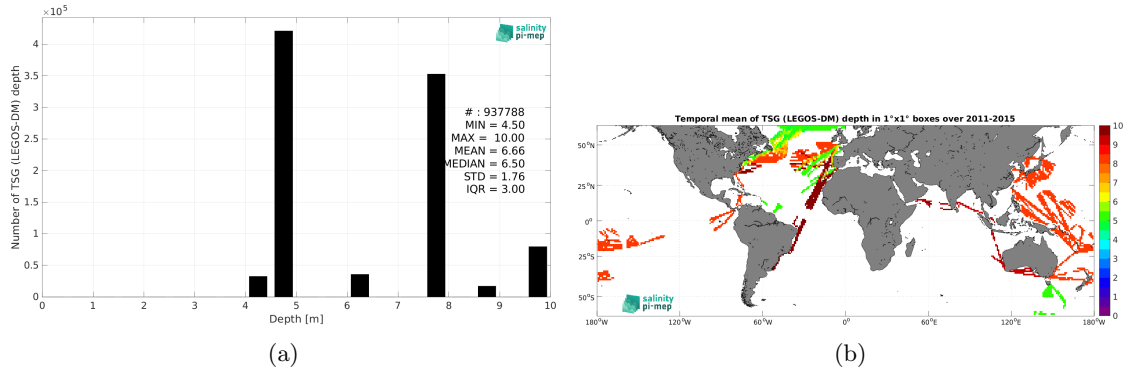 ×10⁵
salinity
pi-mep
4
3.5
3
2.5
2
1.5
1
0.5
0
Number of TSG (LEGOS-DM) depth
# : 937788
MIN = 4.50
MAX = 10.00
MEAN = 6.66
MEDIAN = 6.50
STD = 1.76
IQR = 3.00
0 1 2 3 4 5 6 7 8 9 10
Depth [m]
(a)
Temporal mean of TSG (LEGOS-DM) depth in 1°x1° boxes over 2011-2015
50°N
25°N
0°
25°S
50°S
salinity
pi-mep
180°W 120°W 60°W 0° 60°E 120°E 180°E
10
9
8
7
6
5
4
3
2
1
0
(b)